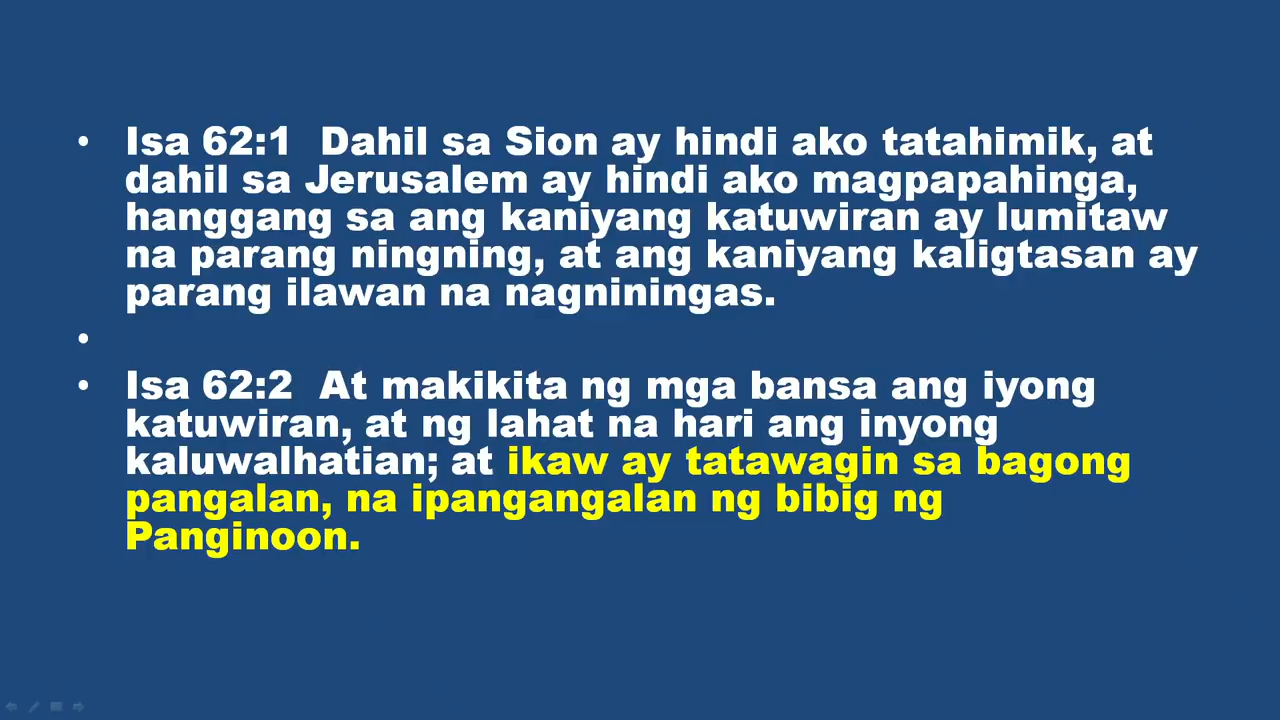 Isa 62:1  Dahil sa Sion ay hindi ako tatahimik, at
dahil sa Jerusalem ay hindi ako magpapahinga,
hanggang sa ang kaniyang katuwiran ay lumitaw
na parang ningning, at ang kaniyang kaligtasan ay
parang ilawan na nagniningas.
Isa 62:2  At makikita ng mga bansa ang iyong
katuwiran, at ng lahat na hari ang inyong
kaluwalhatian; at ikaw ay tatawagin sa bagong
pangalan, na ipangangalan ng bibig ng
Panginoon.